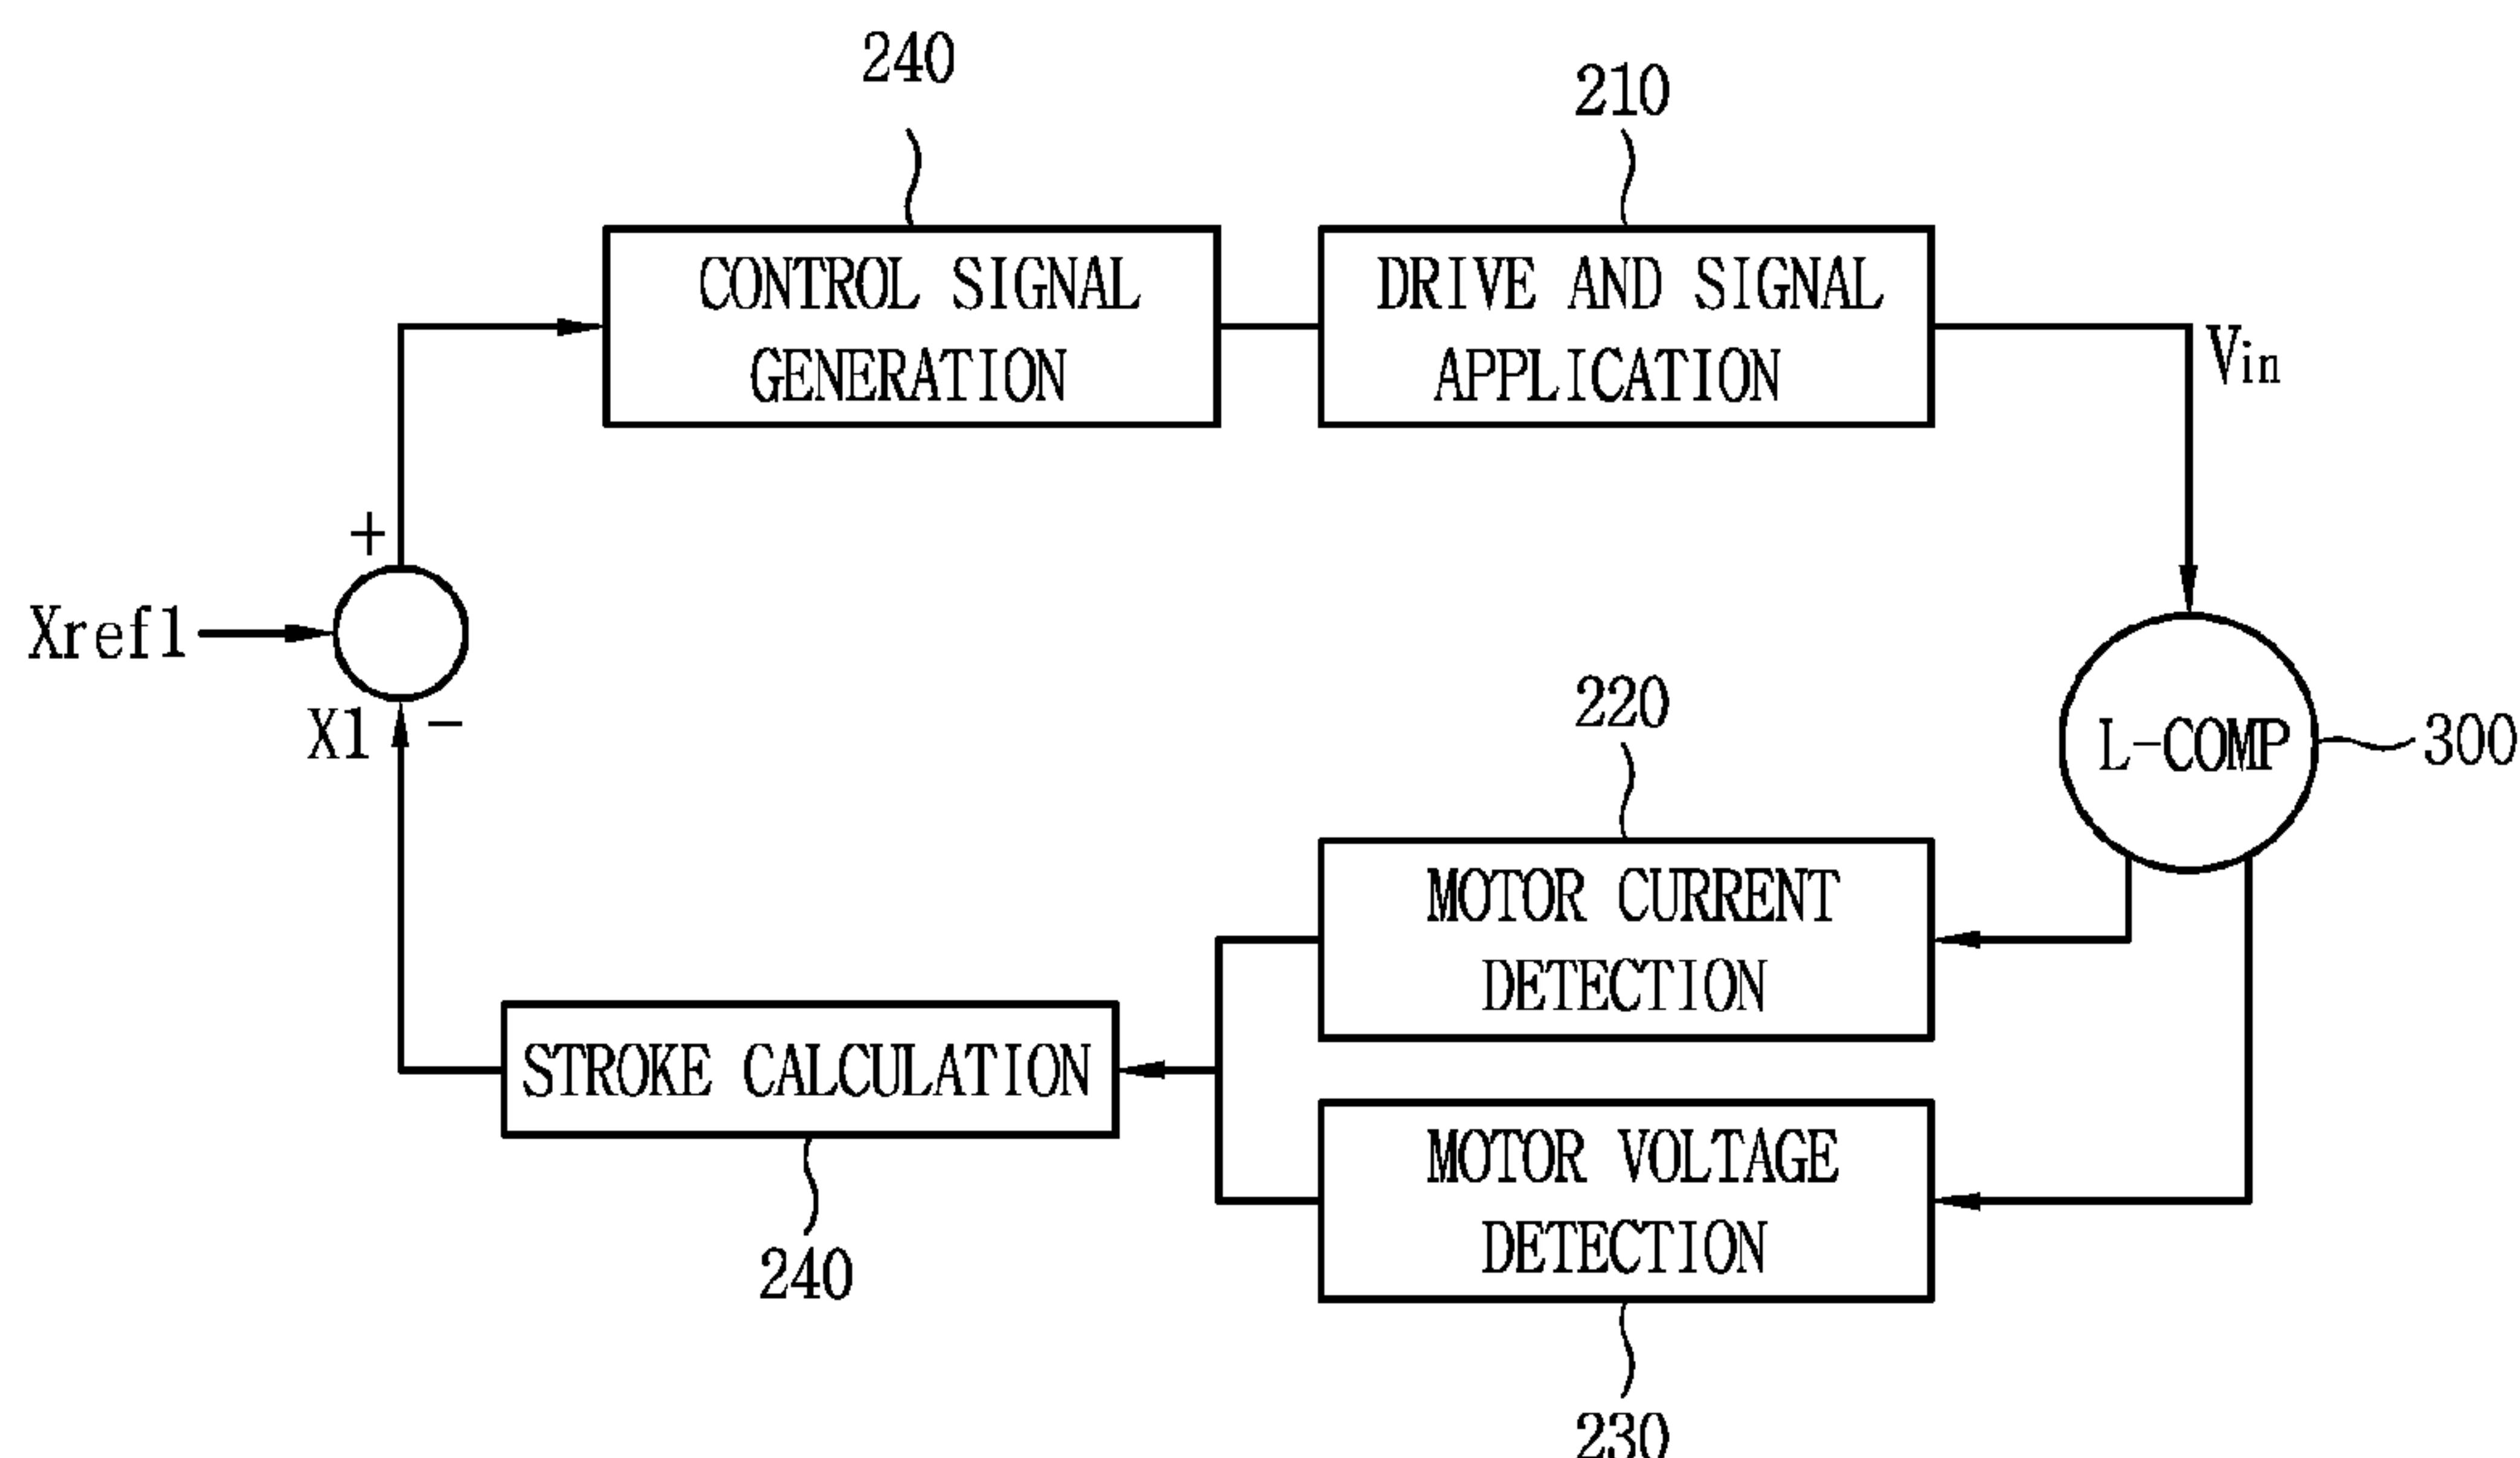 240
210
CONTROL SIGNAL
GENERATION
DRIVE AND SIGNAL
APPLICATION
Vin
+
Xref1
X1
−
220
L-COMP
300
MOTOR CURRENT
DETECTION
STROKE CALCULATION
MOTOR VOLTAGE
DETECTION
240
230